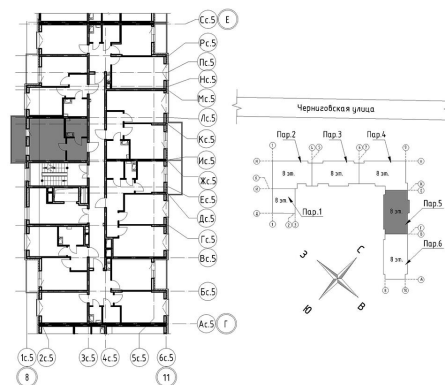 Сс.5 Е
Рс.5
Пс.5
Нс.5
Мс.5
Лс.5
Кс.5
Ис.5
Жс.5
Ес.5
Дс.5
Гс.5
Вс.5
Бс.5
Ас.5 Г
1с.5 2с.5 3с.5 4с.5 5с.5 6с.5
8 11
Черниговская улица
Пар.2 Пар.3 Пар.4
8 эт. 8 эт. 8 эт.
8 эт. Пар.1
8 эт. Пар.5
8 эт. Пар.6
З С
Ю В